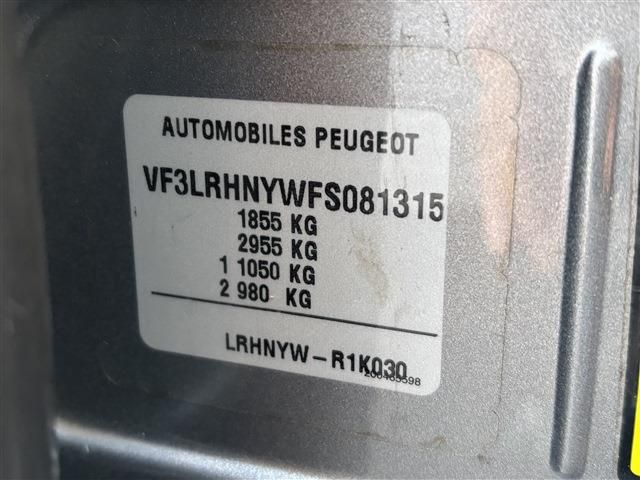 AUTOMOBILES PEUGEOT
VF3LRHNYWFS081315
1855 KG
2955 KG
1 1050 KG
2 980 KG
LRHNYW-R1K030